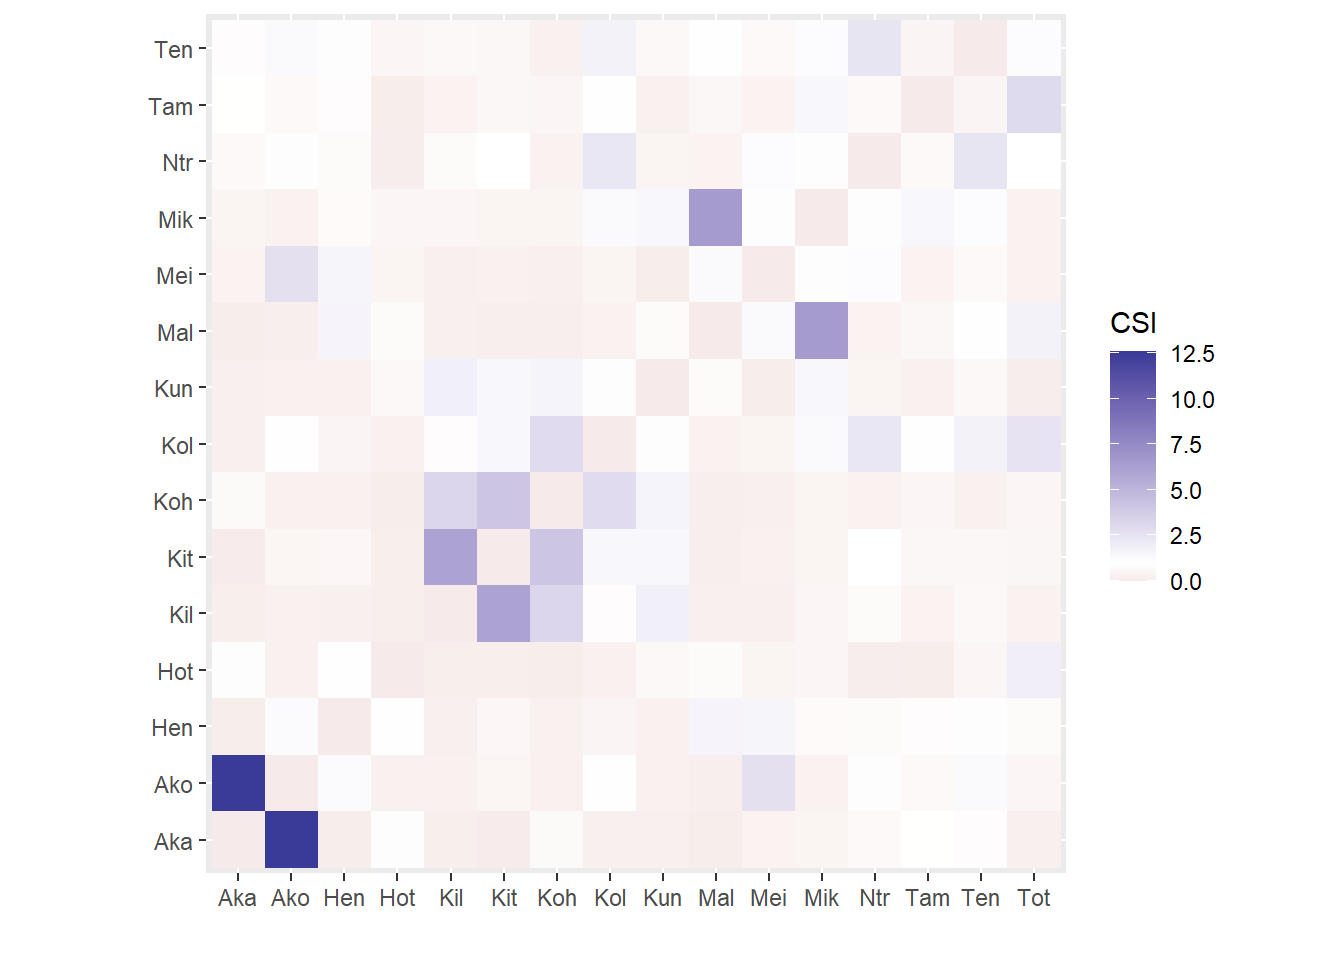 Ten
Tam
Ntr
Mik
Mei
Mal
Kun
Kol
Koh
Kit
Kil
Hot
Hen
Ako
Aka
Aka Ako Hen Hot Kil Kit Koh Kol Kun Mal Mei Mik Ntr Tam Ten Tot
CSI
12.5
10.0
7.5
5.0
2.5
0.0